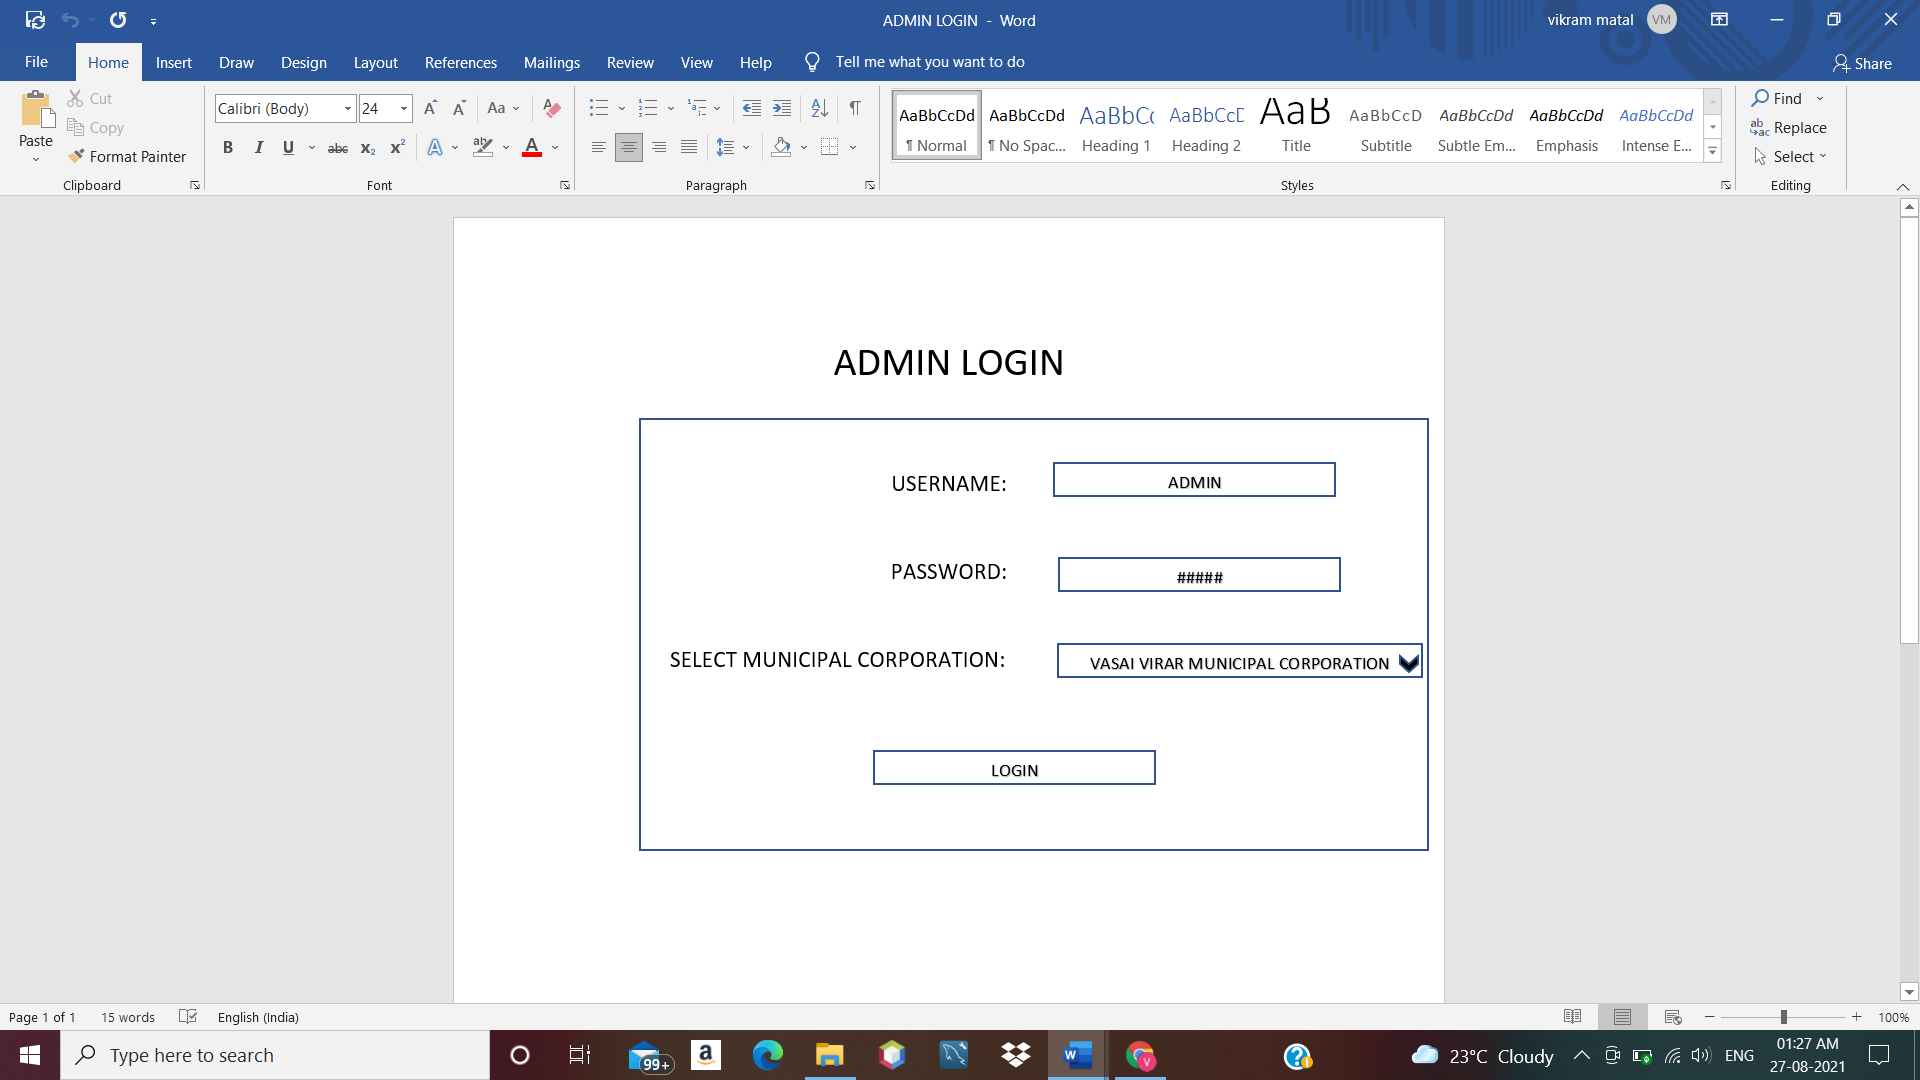 ADMIN LOGIN - Word
vikram matal VM
File Home Insert Draw Design Layout References Mailings Review View Help Tell me what you want to do Share
Paste Cut Copy Format Painter
Clipboard
Calibri (Body) 24 Aa
B I U abc x₂ x² A ab A
Font
Paragraph
AaBbCcDd AaBbCcDd AaBbCc AaBbCcD AaB AaBbCcD AaBbCcDd AaBbCcDd AaBbCcDd
¶ Normal ¶ No Spac... Heading 1 Heading 2 Title Subtitle Subtle Em... Emphasis Intense E...
Styles
Find
Replace
Select
Editing
ADMIN LOGIN
USERNAME: ADMIN
PASSWORD: #####
SELECT MUNICIPAL CORPORATION: VASAI VIRAR MUNICIPAL CORPORATION
LOGIN
Page 1 of 1 15 words English (India) 100%
Type here to search 99+ 23°C Cloudy ENG 01:27 AM
27-08-2021